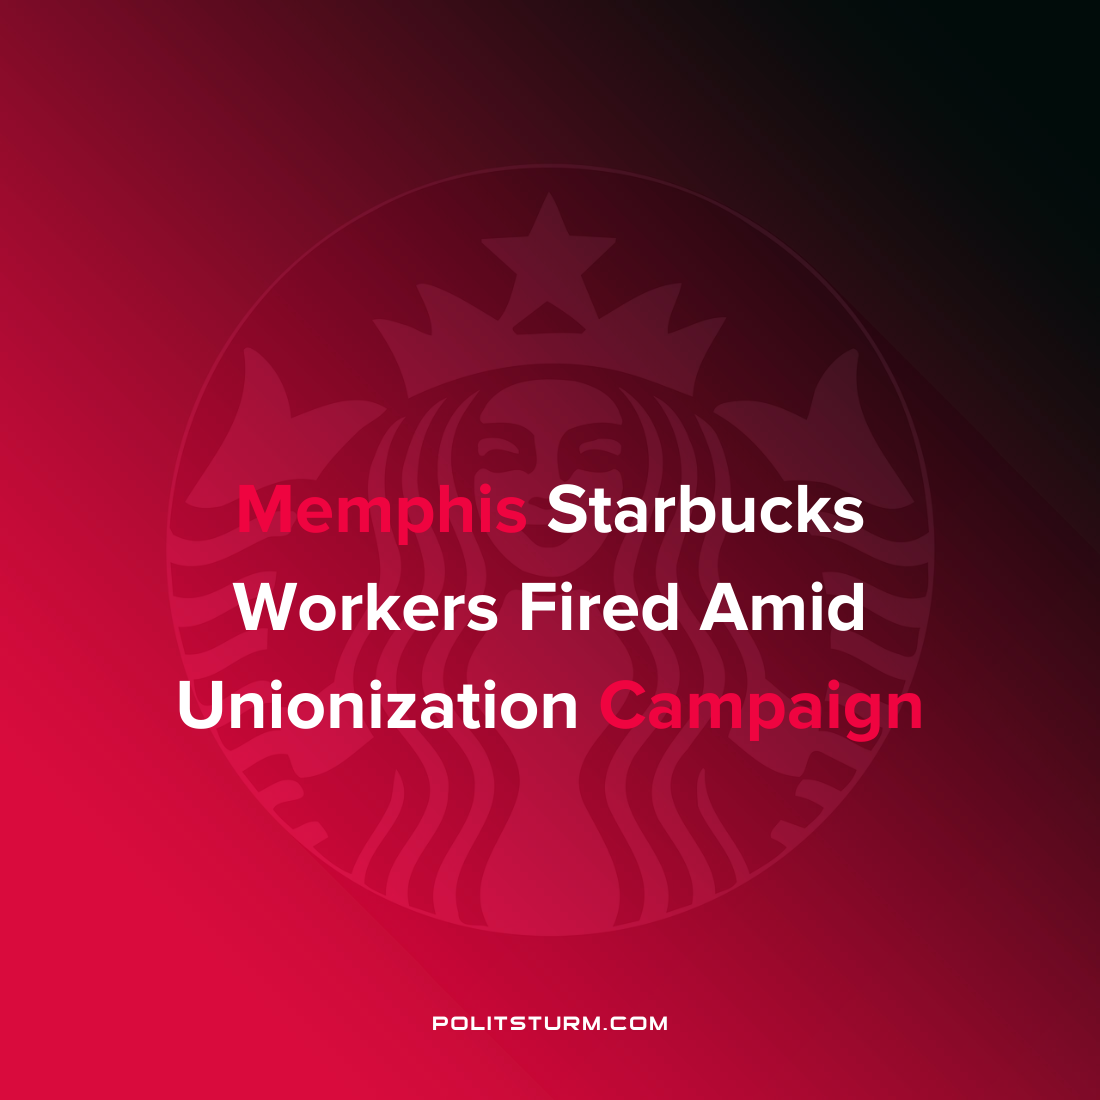 Memphis Starbucks
Workers Fired Amid
Unionization Campaign
POLITSTURM.COM